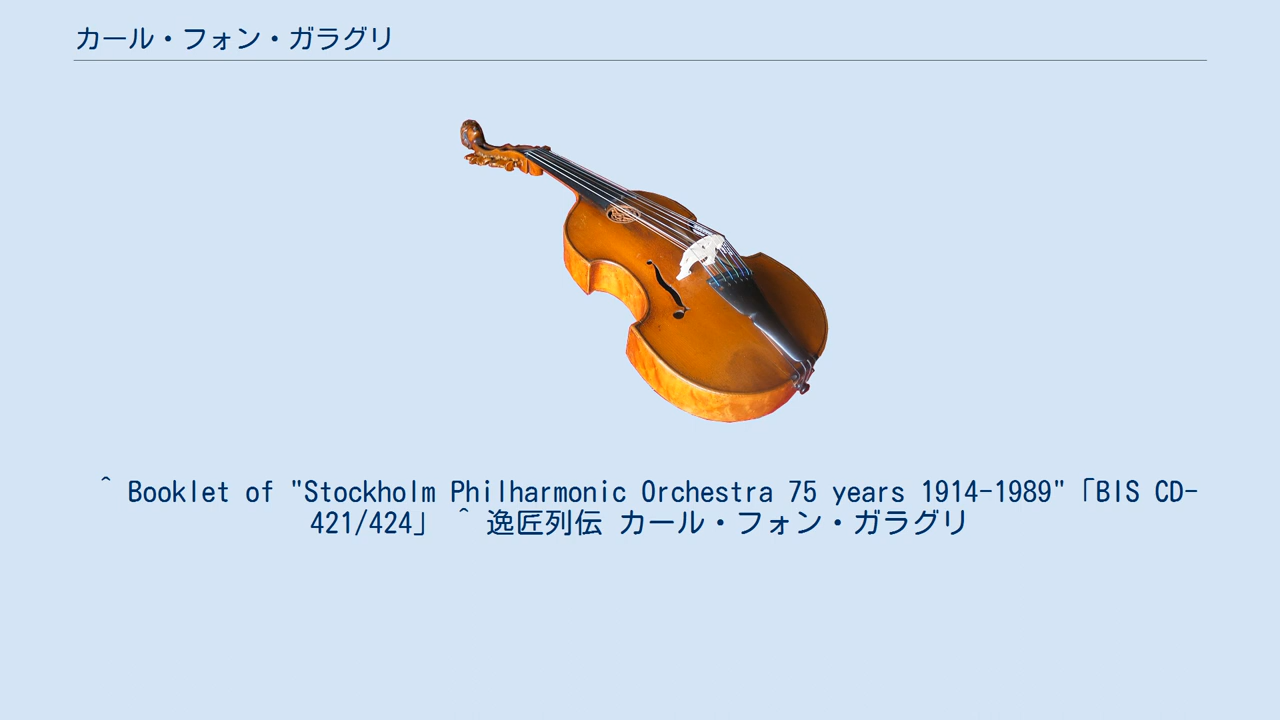 カール・フォン・ガラグリ
^ Booklet of "Stockholm Philharmonic Orchestra 75 years 1914-1989"「BIS CD-
421/424」 ^ 逸匠列伝 カール・フォン・ガラグリ